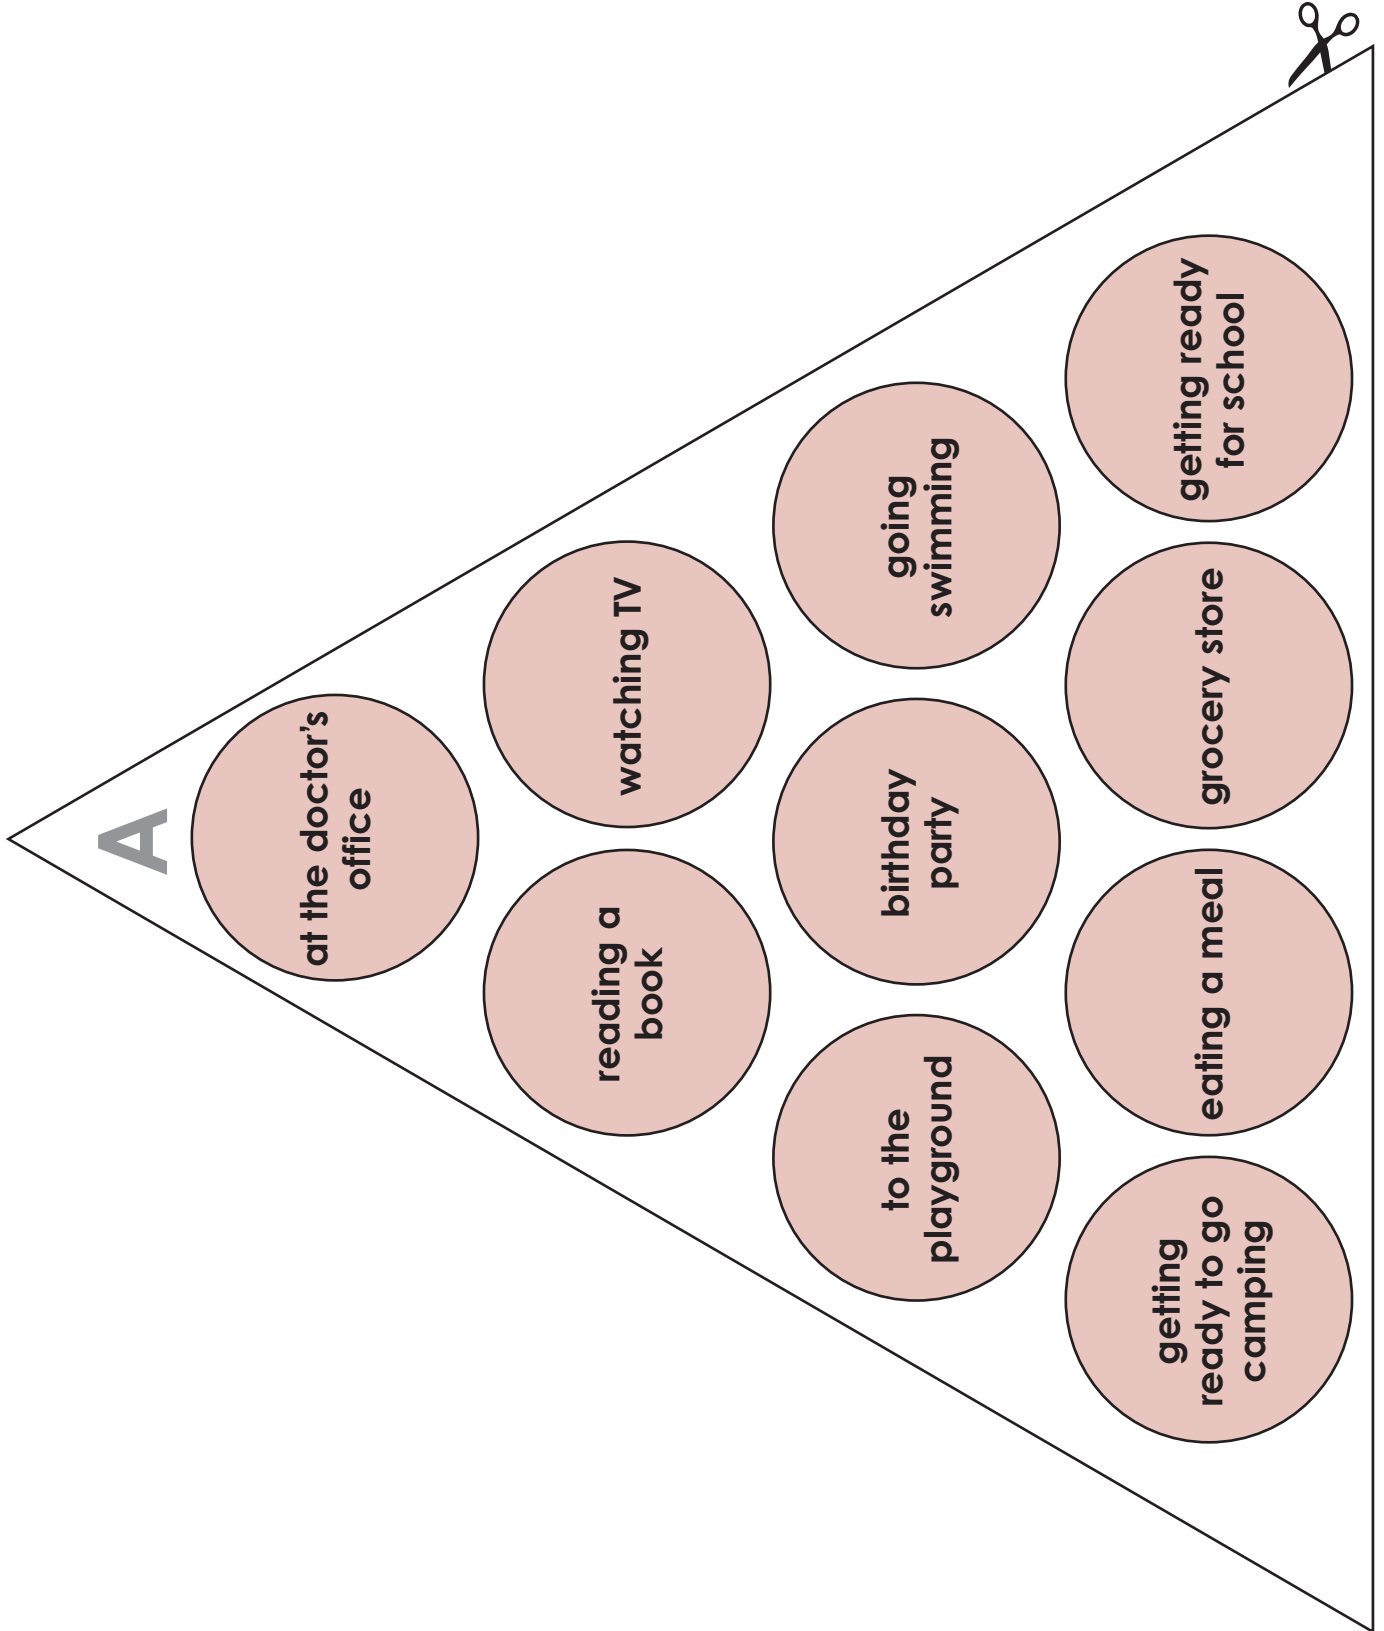 A
at the doctor's
office
reading a
book
watching TV
to the
playground
birthday
party
going
swimming
getting
ready to go
camping
eating a meal
grocery store
getting ready
for school